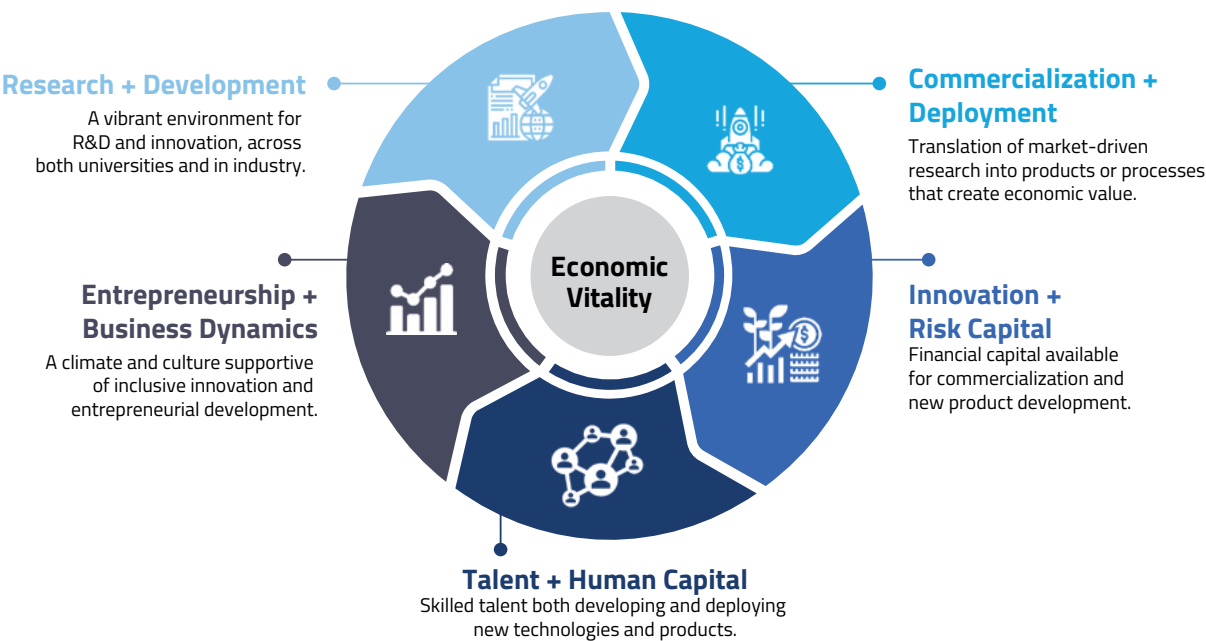 Research + Development
A vibrant environment for
R&D and innovation, across
both universities and in industry.
Commercialization +
Deployment
Translation of market-driven
research into products or processes
that create economic value.
Economic
Vitality
Entrepreneurship +
Business Dynamics
A climate and culture supportive
of inclusive innovation and
entrepreneurial development.
Innovation +
Risk Capital
Financial capital available
for commercialization and
new product development.
Talent + Human Capital
Skilled talent both developing and deploying
new technologies and products.